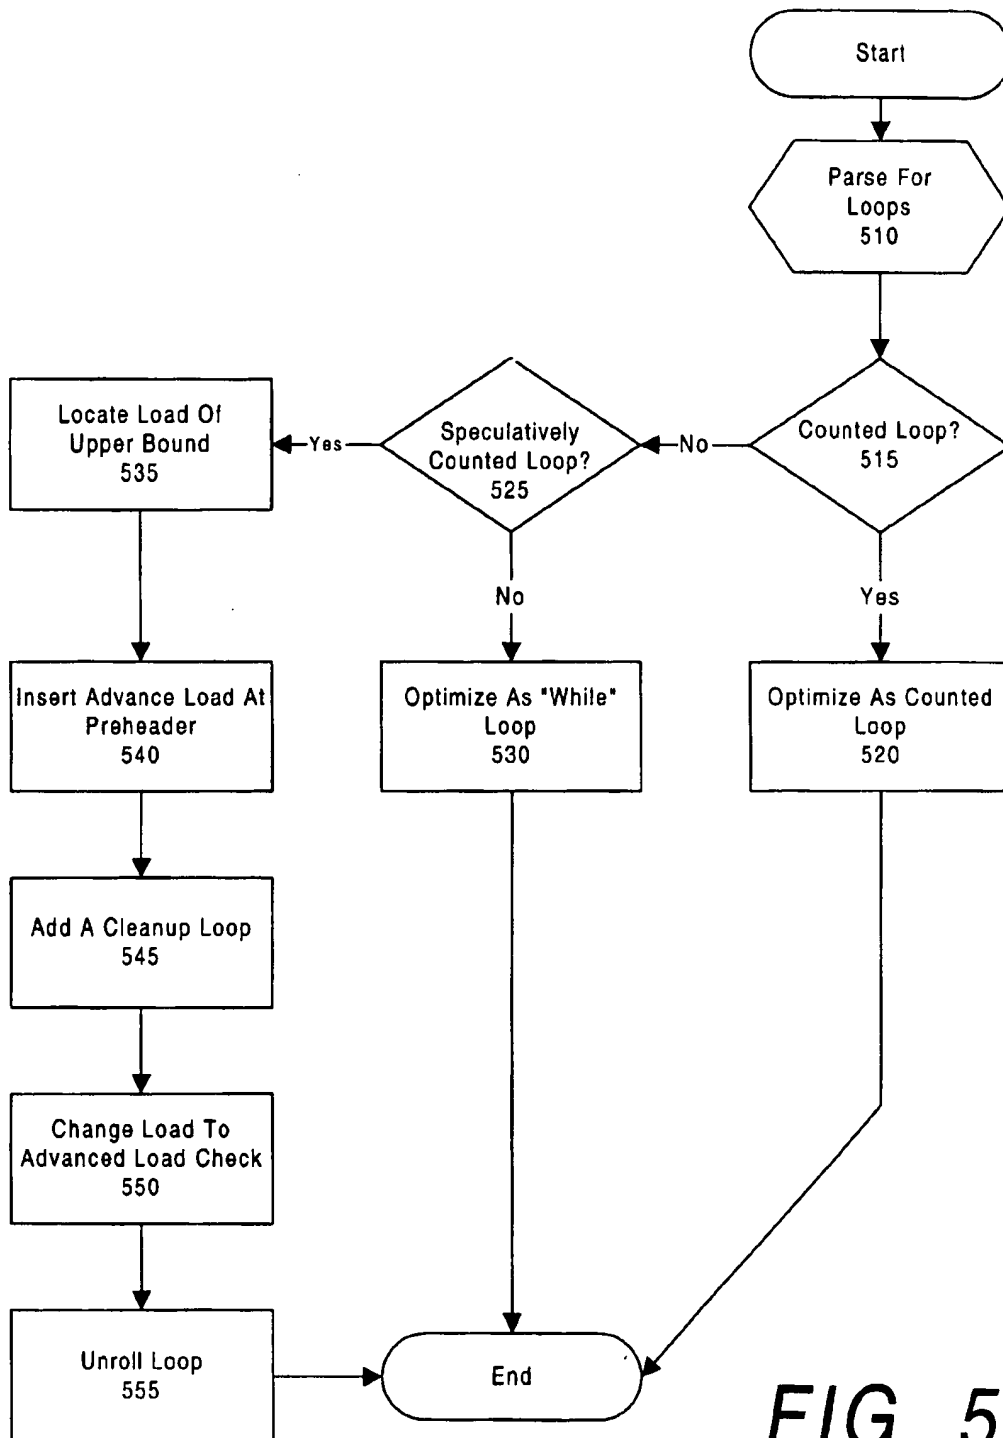 Start
Parse For
Loops
510
Counted Loop?
515
No
Yes
Speculatively
Counted Loop?
525
Yes
No
Locate Load Of
Upper Bound
535
Insert Advance Load At
Preheader
540
Optimize As "While"
Loop
530
Optimize As Counted
Loop
520
Add A Cleanup Loop
545
Change Load To
Advanced Load Check
550
Unroll Loop
555
End
FIG 5